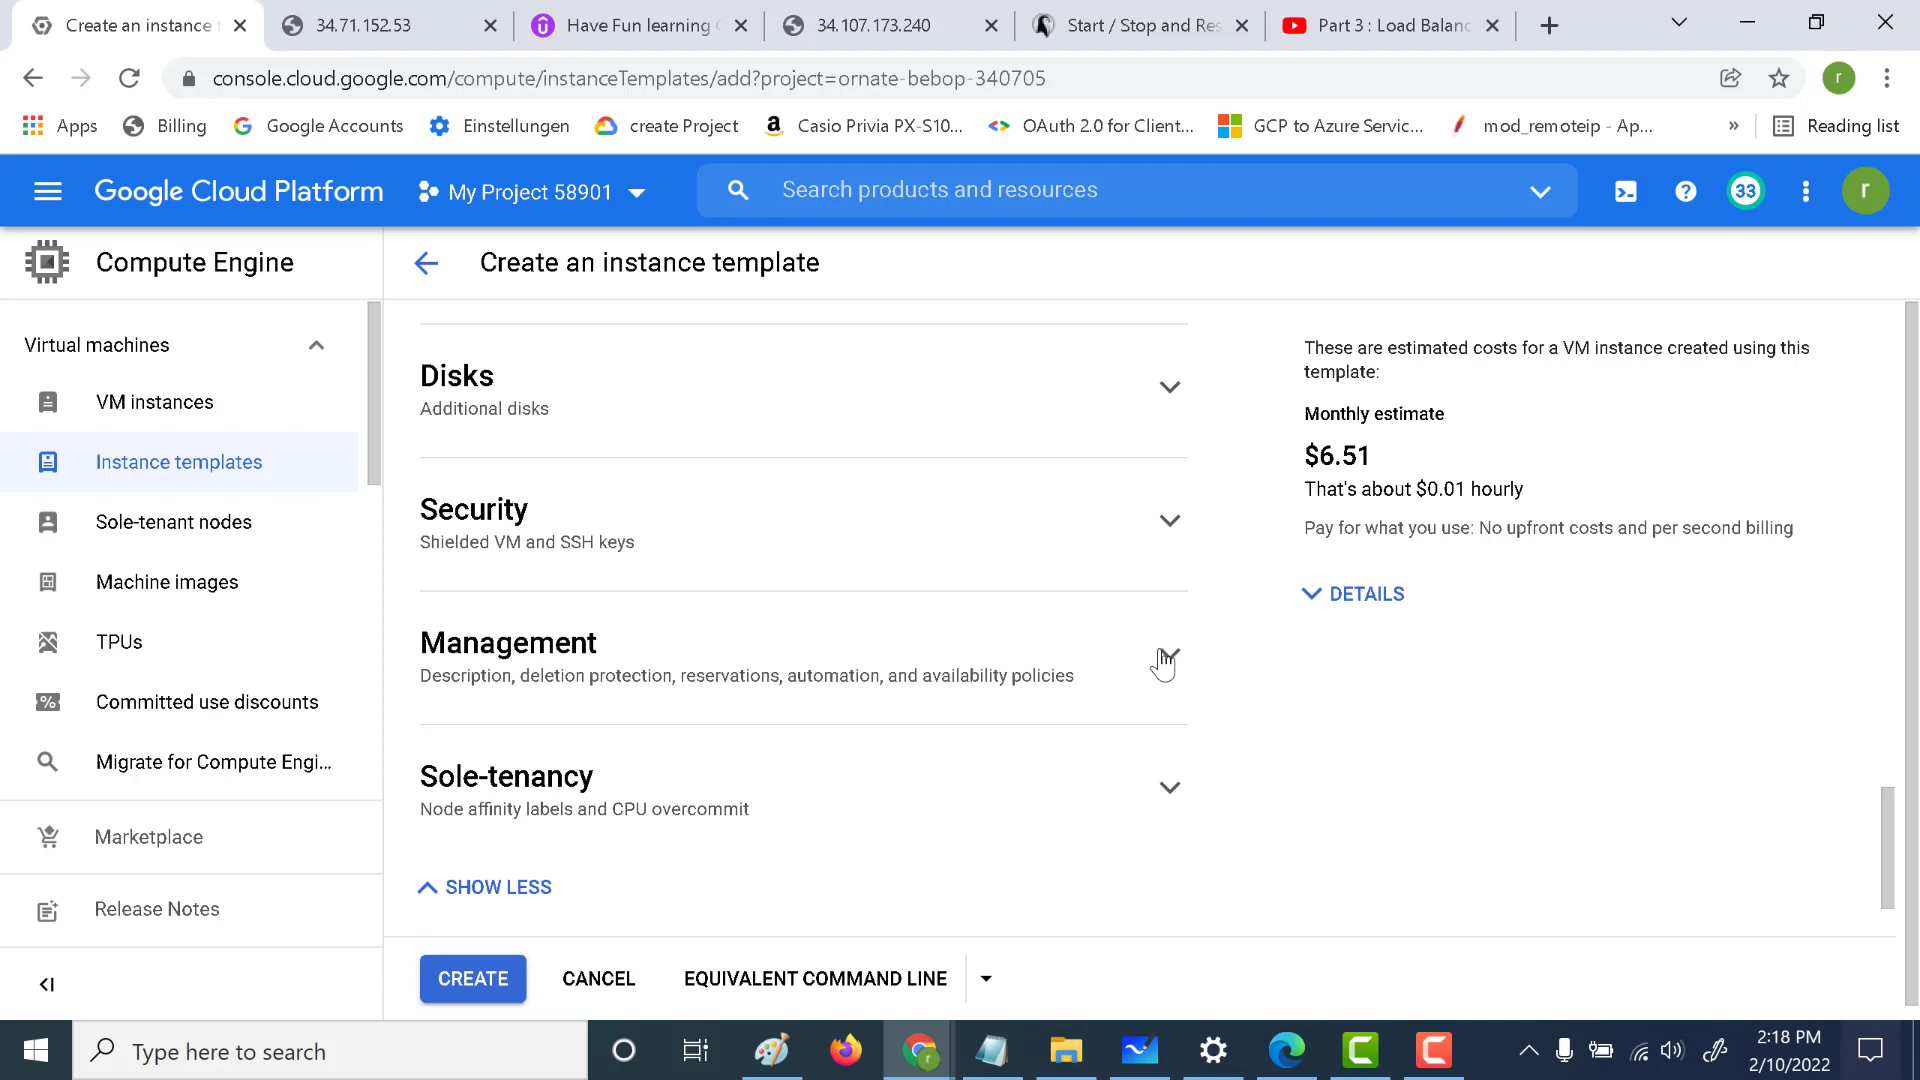 Create an instance t
34.71.152.53
Have Fun learning
34.107.173.240
Start / Stop and Res
Part 3 : Load Balanc
console.cloud.google.com/compute/instanceTemplates/add?project=ornate-bebop-340705
r
Apps
Billing
Google Accounts
Einstellungen
create Project
Casio Privia PX-S10...
OAuth 2.0 for Client...
GCP to Azure Servic...
mod_remoteip - Ap...
»
Reading list
Google Cloud Platform
My Project 58901
Search products and resources
33
r
Compute Engine
Create an instance template
Virtual machines
VM instances
Instance templates
Sole-tenant nodes
Machine images
TPUs
Committed use discounts
Migrate for Compute Engi...
Marketplace
Release Notes
Disks
Additional disks
Security
Shielded VM and SSH keys
Management
Description, deletion protection, reservations, automation, and availability policies
Sole-tenancy
Node affinity labels and CPU overcommit
SHOW LESS
CREATE
CANCEL
EQUIVALENT COMMAND LINE
These are estimated costs for a VM instance created using this
template:
Monthly estimate
$6.51
That's about $0.01 hourly
Pay for what you use: No upfront costs and per second billing
DETAILS
Type here to search
2:18 PM
2/10/2022